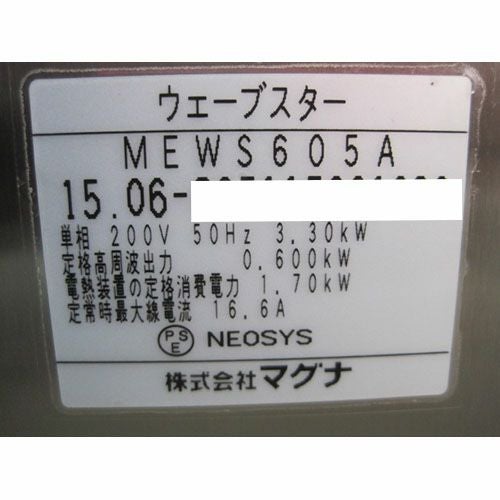 ウェーブスター
MEWS605A
15.06-
単相 200V 50Hz 3.30kW
定格高周波出力 0.600kW
電熱装置の定格消費電力 1.70kW
定常時最大線電流 16.6A
PSE NEOSYS
株式会社マグナ